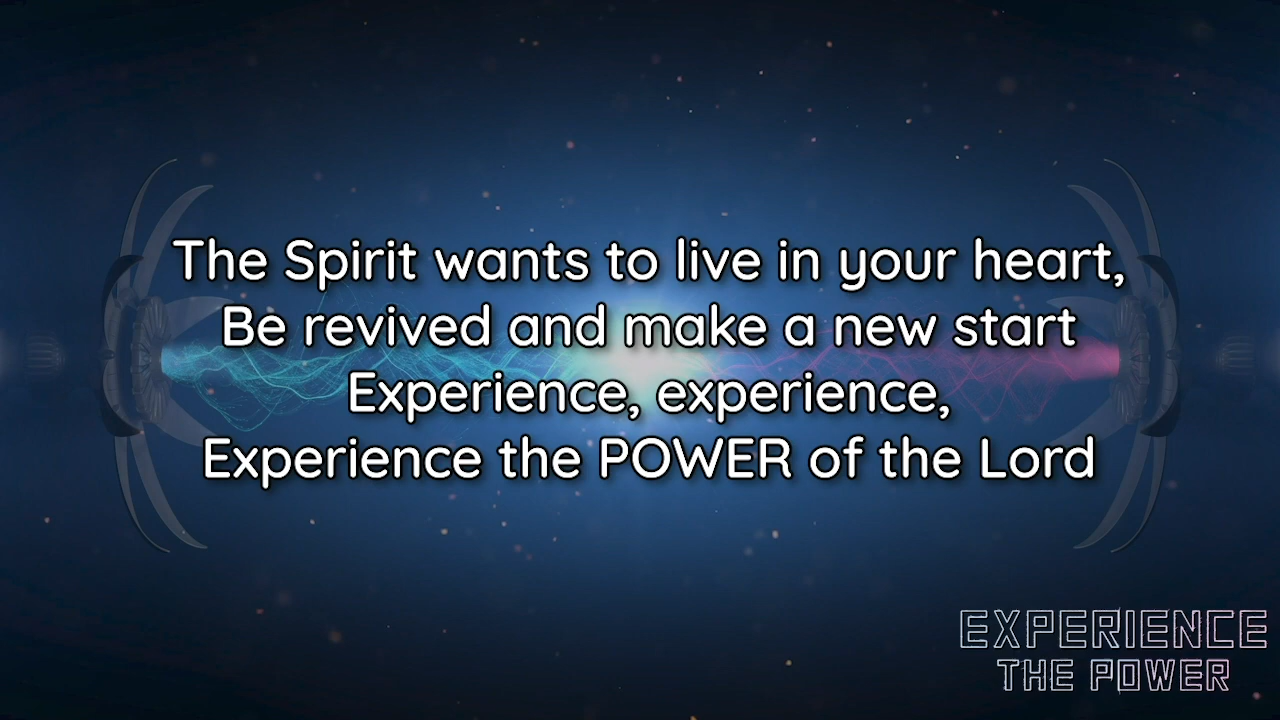 The Spirit wants to live in your heart,
Be revived and make a new start
Experience, experience,
Experience the POWER of the Lord
EXPERIENCE
THE POWER